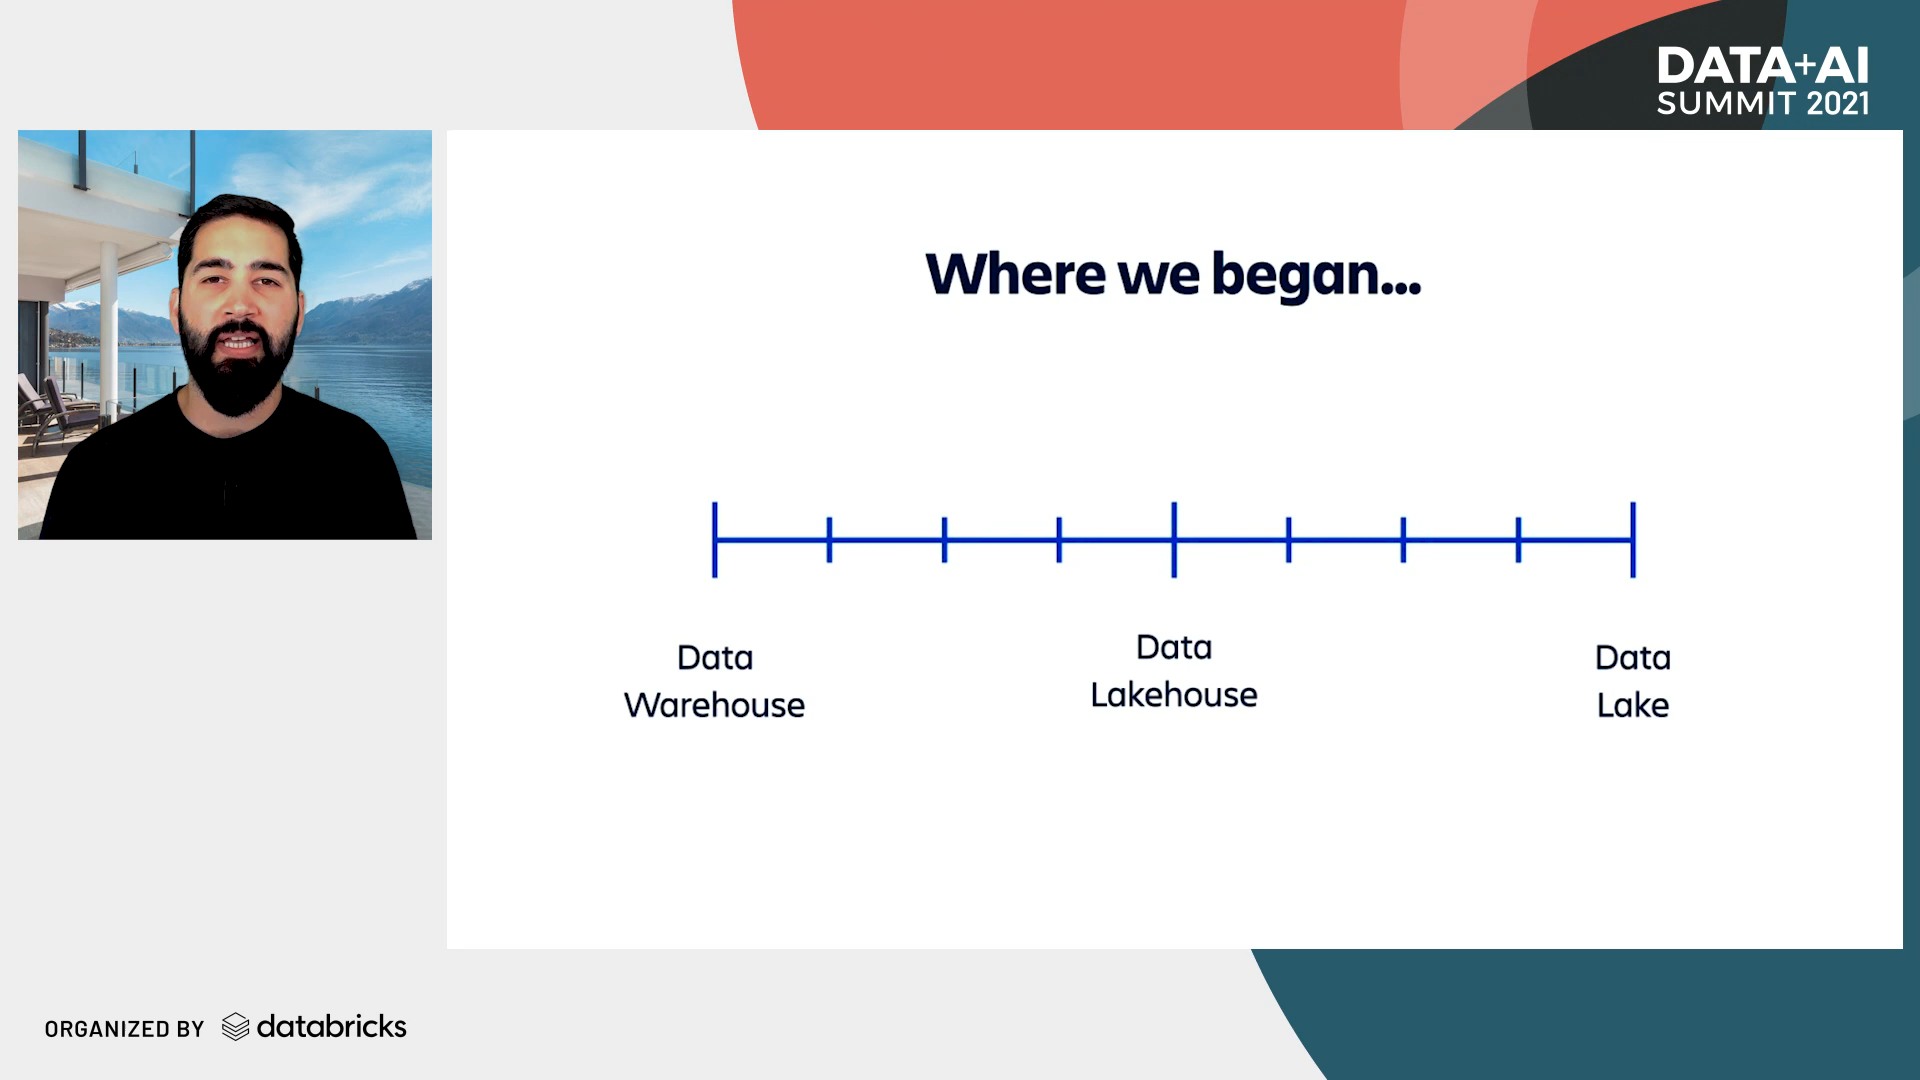 DATA+AI
SUMMIT 2021
Where we began...
Data
Warehouse
Data
Lakehouse
Data
Lake
ORGANIZED BY databricks